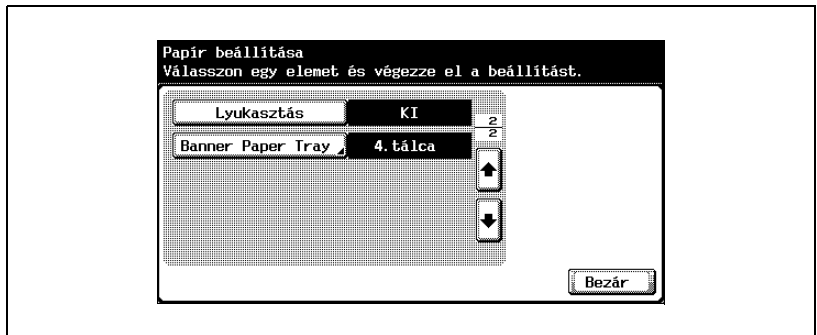 Papír beállítása
Válasszon egy elemet és végezze el a beállítást.
Lyukasztás KI
2
2
Banner Paper Tray 4.tálca
Bezár